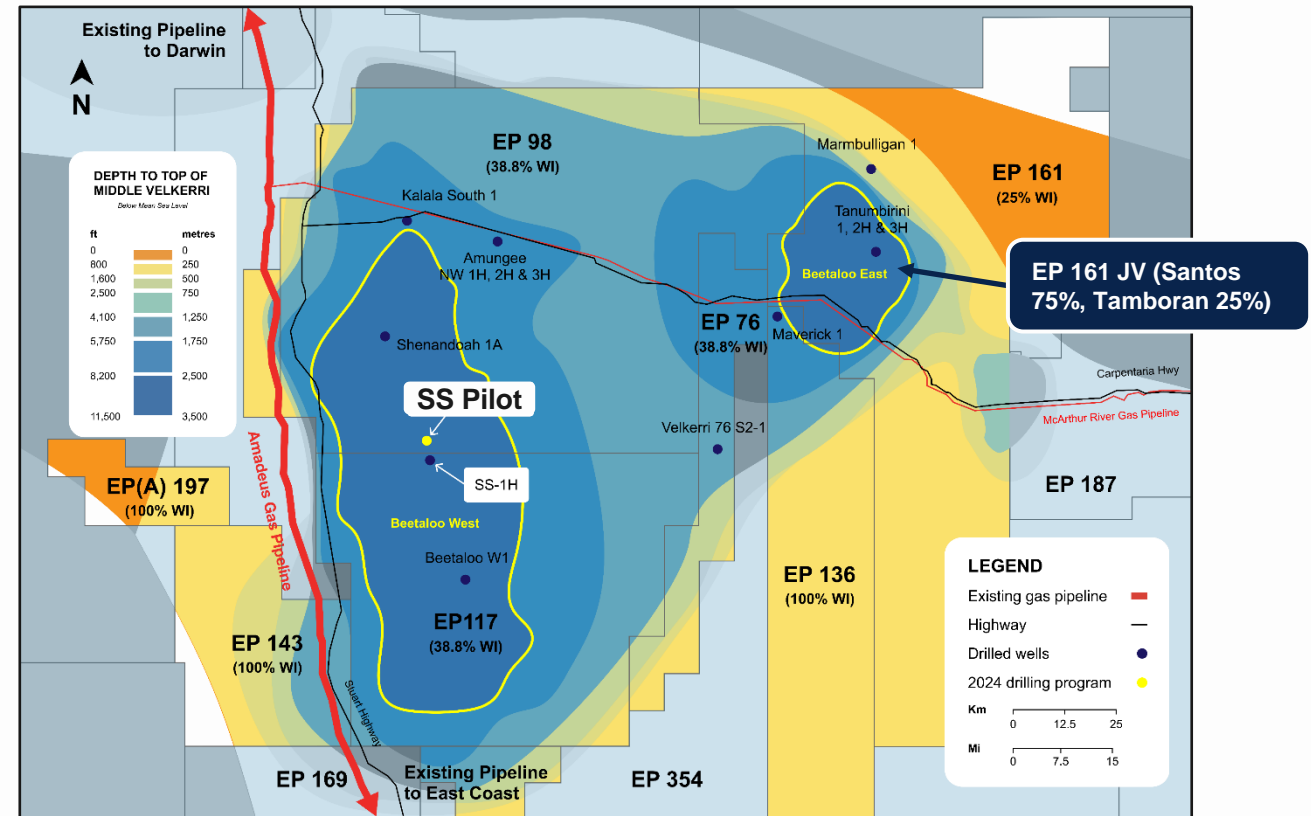 Existing Pipeline
to Darwin
N
DEPTH TO TOP OF
MIDDLE VELKERRI
Below Mean Sea Level
ft metres
0 0
800 250
1,600 500
2,500 750
4,100 1,250
5,750 1,750
8,200 2,500
11,500 3,500
EP 98
(38.8% WI)
Marmbulligan 1
EP 161
(25% WI)
Kalala South 1
Tanumbirini
1, 2H & 3H
Amungee
NW 1H, 2H & 3H
Beetaloo East
EP 161 JV (Santos
75%, Tamboran 25%)
EP 76
(38.8% WI)
Maverick 1
Shenandoah 1A
Carpentaria Hwy
McArthur River Gas Pipeline
SS Pilot
Velkerri 76 S2-1
SS-1H
EP(A) 197
(100% WI)
Amadeus Gas Pipeline
EP 187
Beetaloo West
Beetaloo W1
EP 136
(100% WI)
EP117
(38.8% WI)
EP 143
(100% WI)
Stuart Highway
LEGEND
Existing gas pipeline
Highway
Drilled wells
2024 drilling program
Km
0 12.5 25
Mi
0 7.5 15
EP 169
Existing Pipeline
to East Coast
EP 354